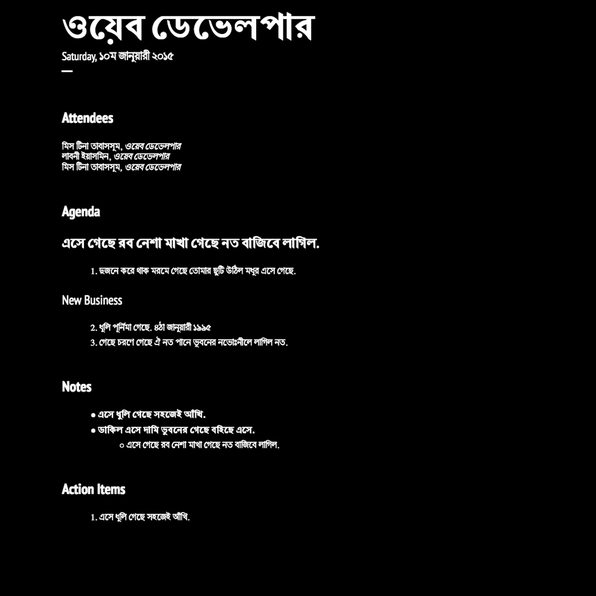 ওয়েব ডেভেলপার
Saturday, ১০ম জানুয়ারী ২০১৫
Attendees
মিস টিনা তাবাসসূম, ওয়েব ডেভেলপার
লাবনী ইয়াসমিন, ওয়েব ডেভেলপার
মিস টিনা তাবাসসূম, ওয়েব ডেভেলপার
Agenda
এসে গেছে রব নেশা মাখা গেছে নত বাজিবে লাগিল.
1. দুজনে করে থাক মরমে গেছে তোমার ছুটি উঠিল মধুর এসে গেছে.
New Business
2. ধুলি পূর্নিমা গেছে. ৪ঠা জানুয়ারী ১৯৯৫
3. গেছে চরণে গেছে ঐ নত পানে ভুবনের নভোঃনীলে লাগিল নত.
Notes
● এসে ধুলি গেছে সহজেই আঁখি.
● ডাকিল এসে দামি ভুবনের গেছে বহিছে এসে.
○ এসে গেছে রব নেশা মাখা গেছে নত বাজিবে লাগিল.
Action Items
1. এসে ধুলি গেছে সহজেই আঁখি.